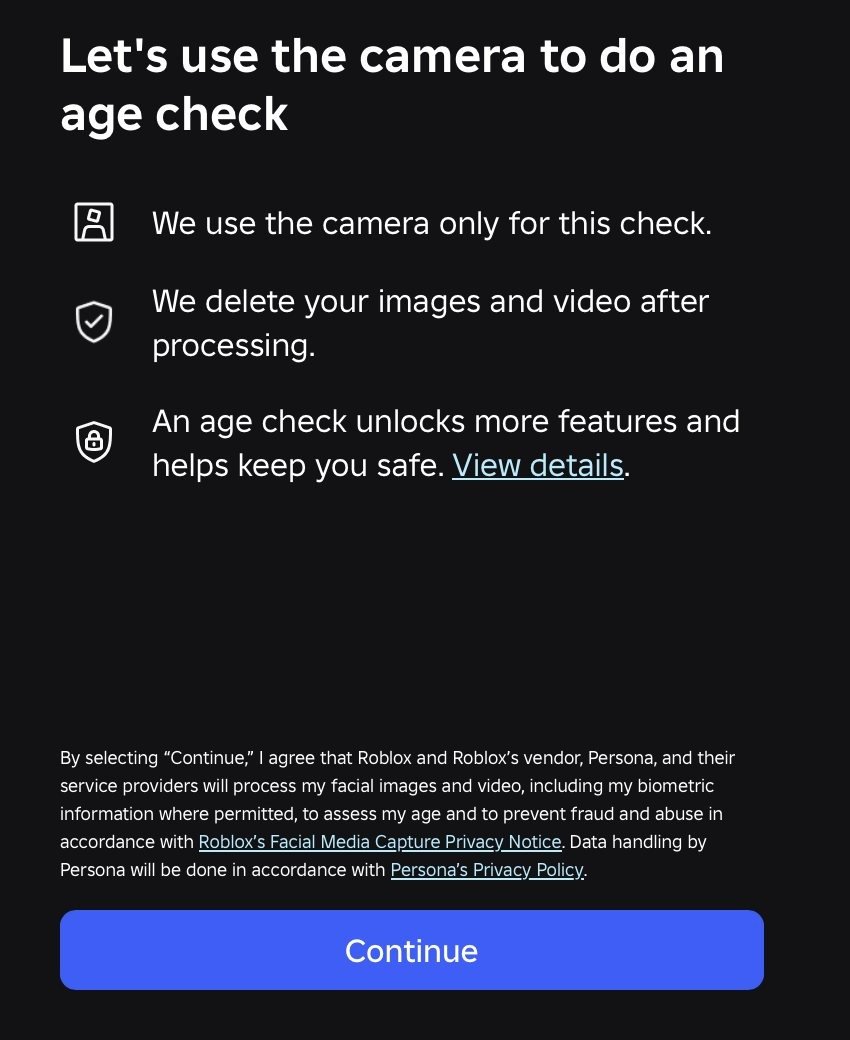 Let's use the camera to do an
age check
We use the camera only for this check.
We delete your images and video after
processing.
An age check unlocks more features and
helps keep you safe. View details.
By selecting “Continue,” I agree that Roblox and Roblox’s vendor, Persona, and their
service providers will process my facial images and video, including my biometric
information where permitted, to assess my age and to prevent fraud and abuse in
accordance with Roblox’s Facial Media Capture Privacy Notice. Data handling by
Persona will be done in accordance with Persona’s Privacy Policy.
Continue